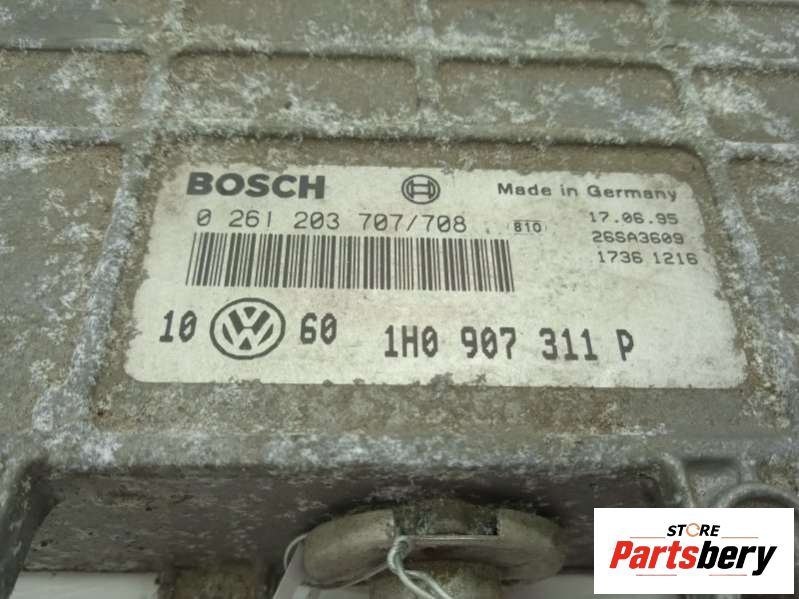 BOSCH Made in Germany
0 261 203 707/708 810 17.06.95
26SA3609
1736 1216
10 VW 60 1H0 907 311 P
STORE
Partsbery